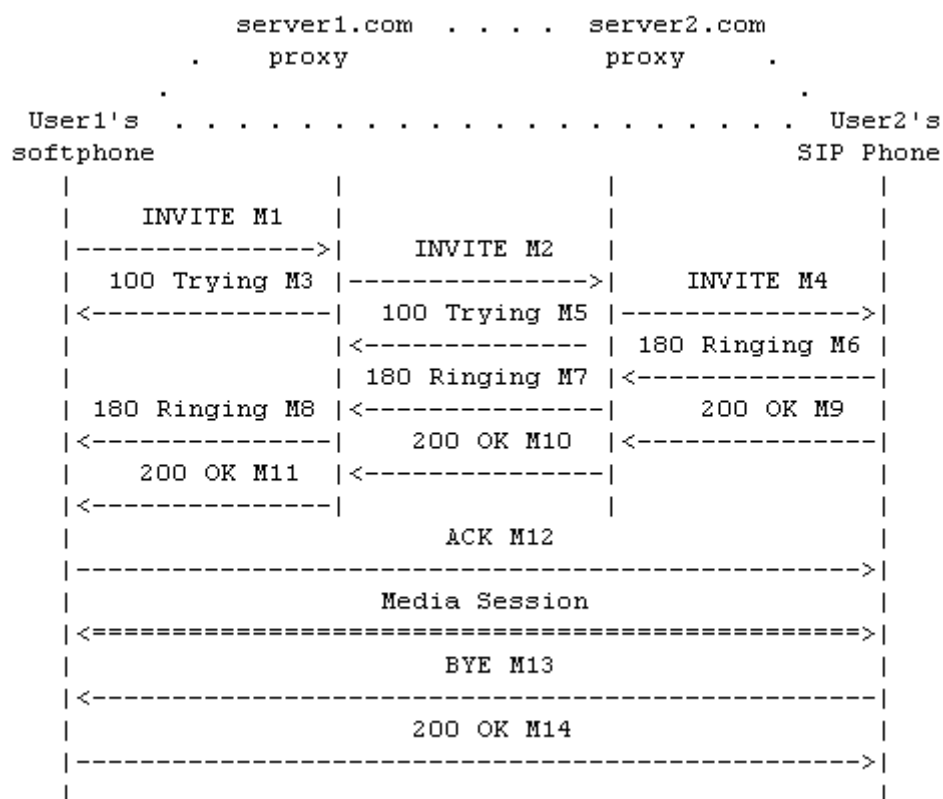 server1.com . . . . server2.com
. proxy proxy .
. .
User1's . . . . . . . . . . . . . . . . . . . . . . User2's
softphone SIP Phone
| | | |
| INVITE M1 | | |
|--------------->| INVITE M2 | |
| 100 Trying M3 |--------------->| INVITE M4 |
|<---------------| 100 Trying M5 |--------------->|
| |<-------------- | 180 Ringing M6 |
| | 180 Ringing M7 |<---------------|
| 180 Ringing M8 |<---------------| 200 OK M9 |
|<---------------| 200 OK M10 |<---------------|
| 200 OK M11 |<---------------| |
|<---------------| | |
| ACK M12 |
|------------------------------------------------->|
| Media Session |
|<================================================>|
| BYE M13 |
|<-------------------------------------------------|
| 200 OK M14 |
|------------------------------------------------->|
| |